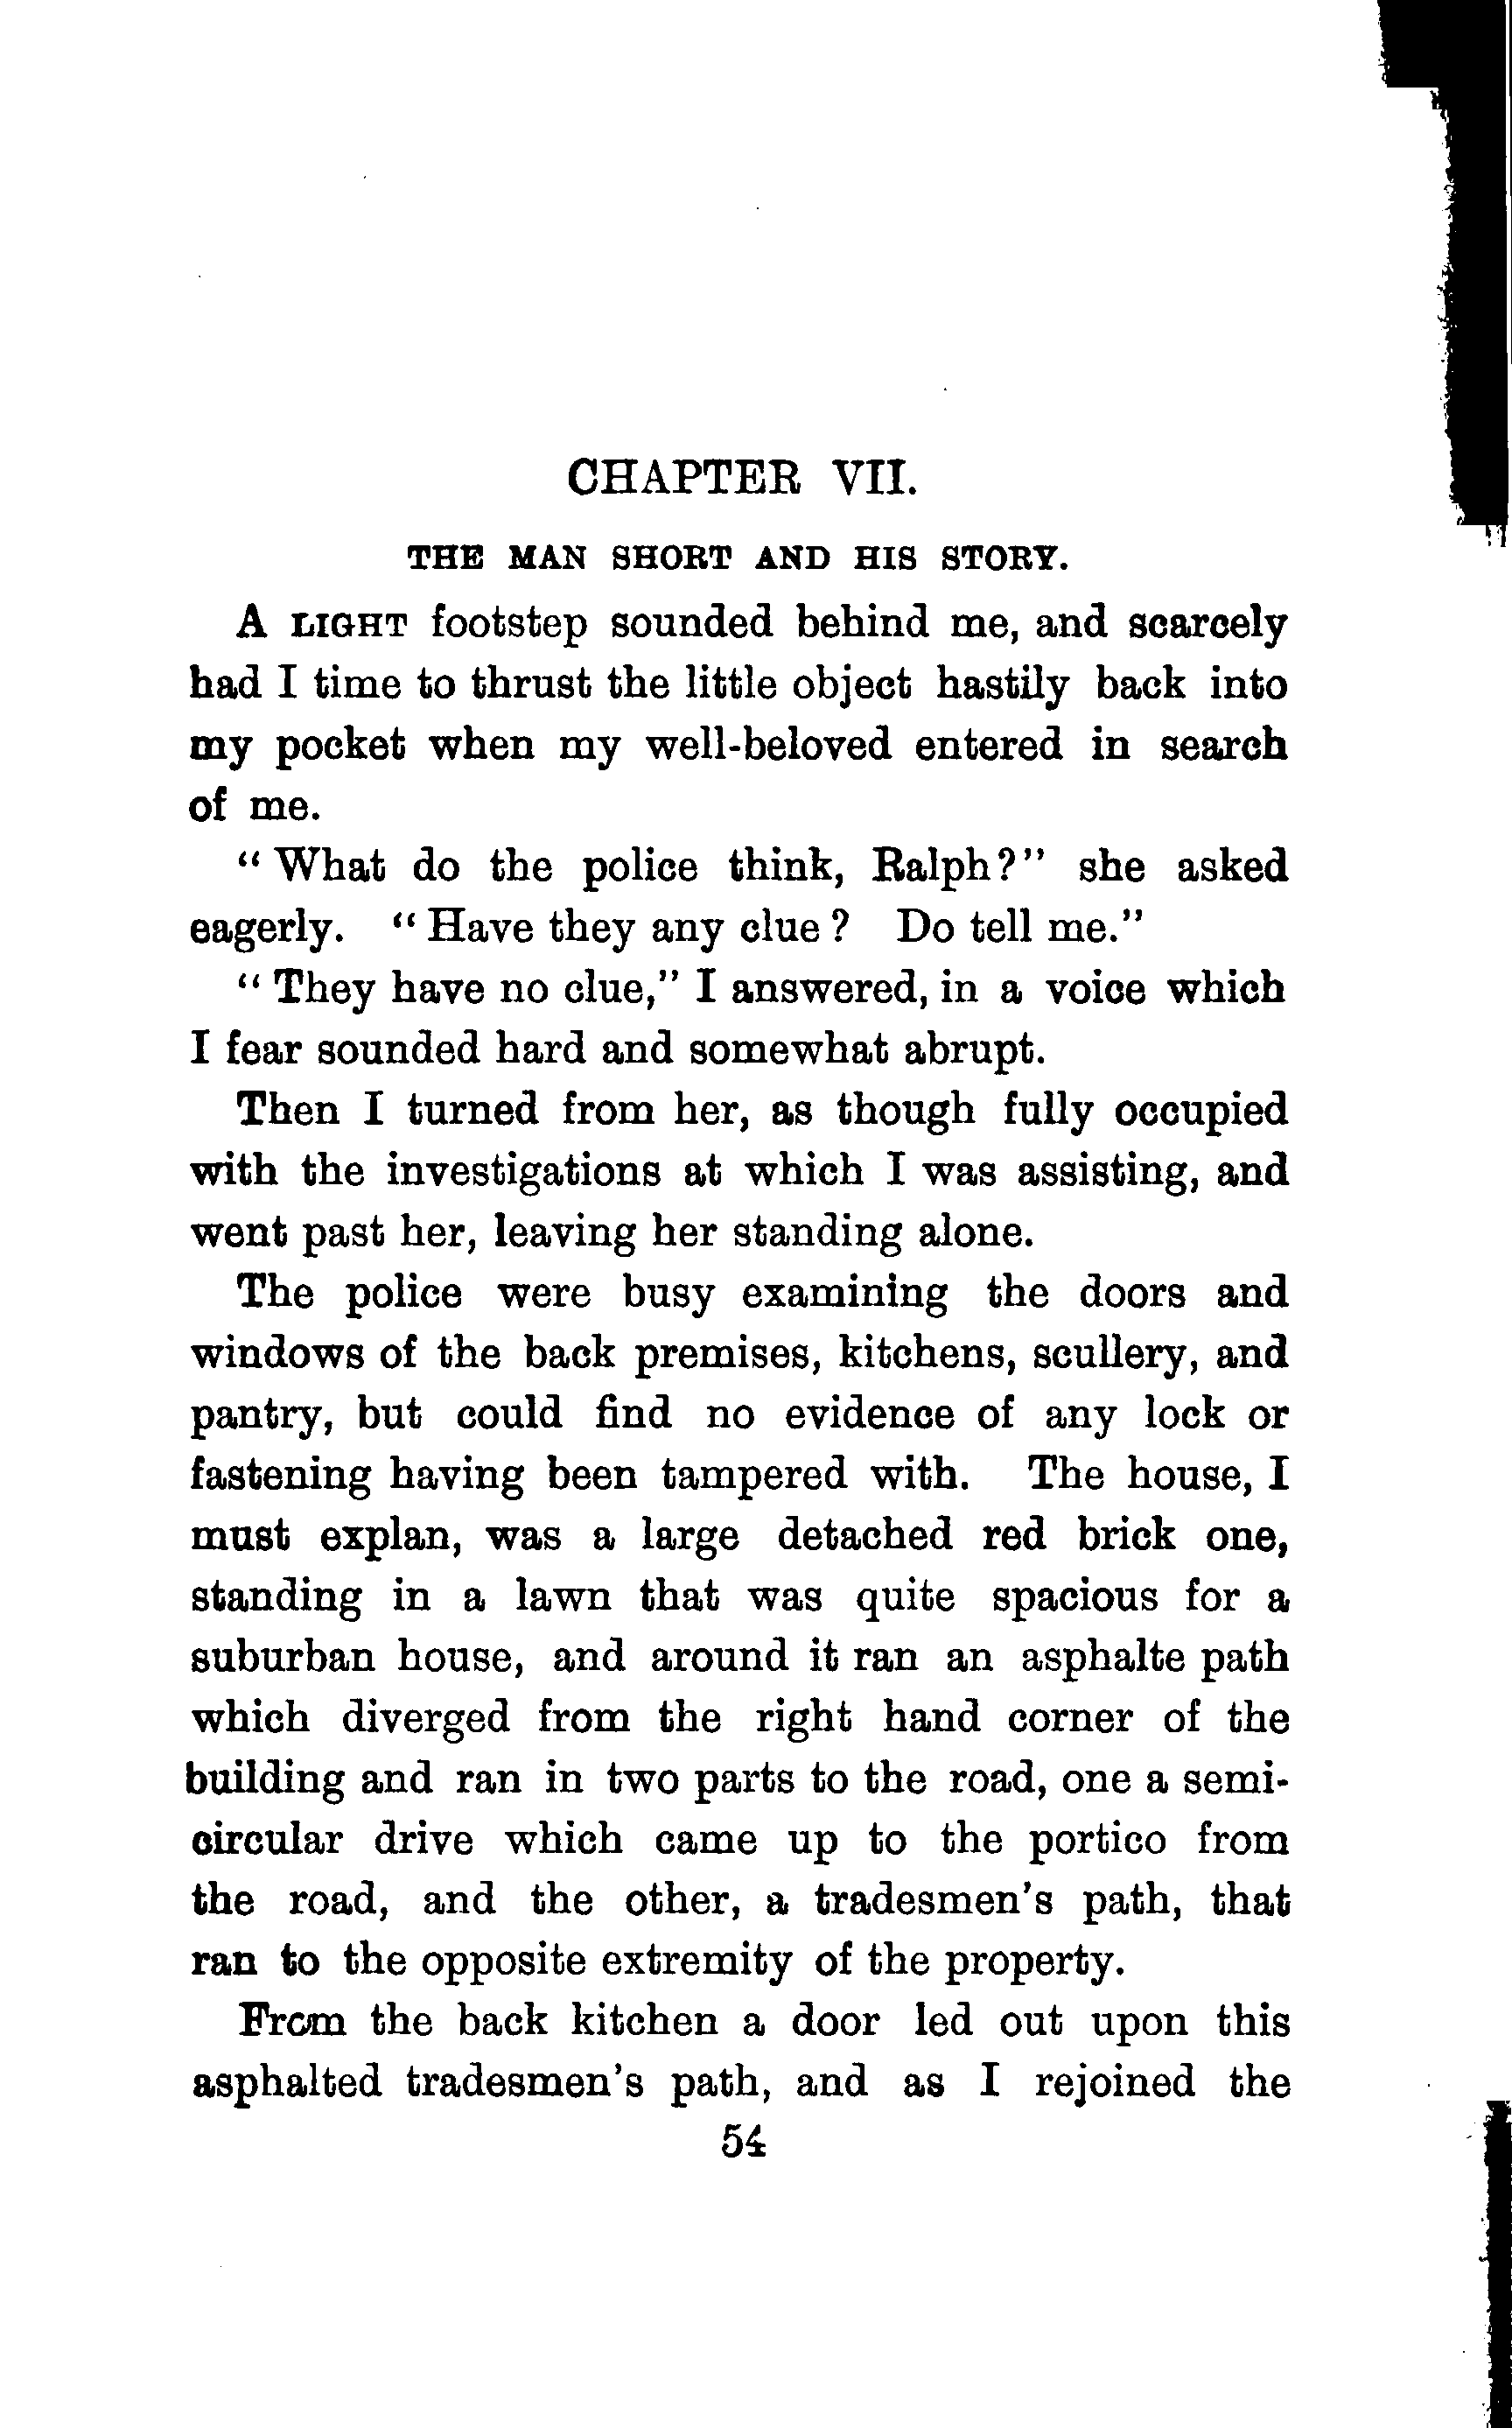 CHAPTER VII.
THE MAN SHORT AND HIS STORY.
A LIGHT footstep sounded behind me, and scarcely
had I time to thrust the little object hastily back into
my pocket when my well-beloved entered in search
of me.
“What do the police think, Ralph?” she asked
eagerly. “Have they any clue? Do tell me.”
“They have no clue,” I answered, in a voice which
I fear sounded hard and somewhat abrupt.
Then I turned from her, as though fully occupied
with the investigations at which I was assisting, and
went past her, leaving her standing alone.
The police were busy examining the doors and
windows of the back premises, kitchens, scullery, and
pantry, but could find no evidence of any lock or
fastening having been tampered with. The house, I
must explan, was a large detached red brick one,
standing in a lawn that was quite spacious for a
suburban house, and around it ran an asphalte path
which diverged from the right hand corner of the
building and ran in two parts to the road, one a semi-
circular drive which came up to the portico from
the road, and the other, a tradesmen's path, that
ran to the opposite extremity of the property.
From the back kitchen a door led out upon this
asphalted tradesmen's path, and as I rejoined the
54